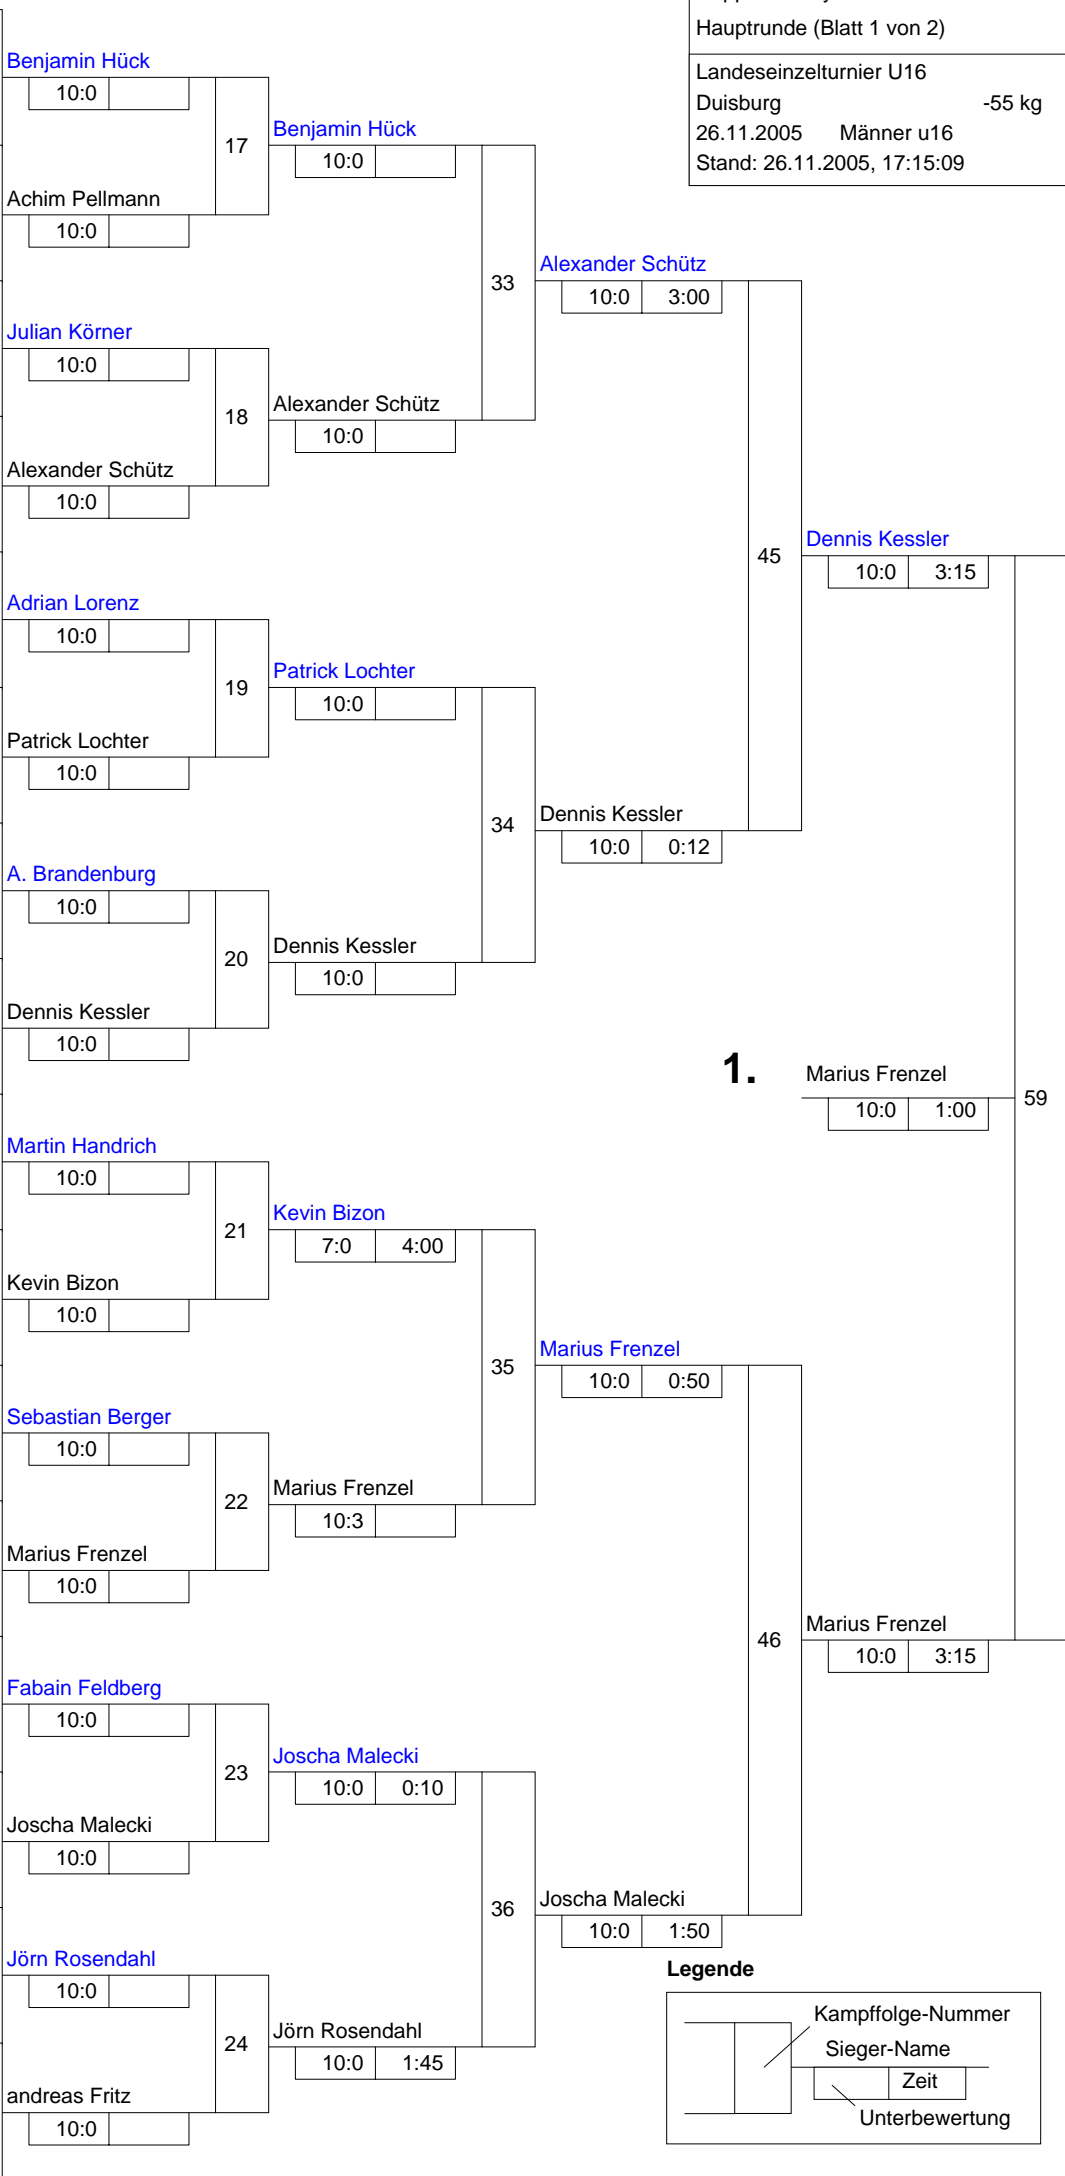 Hauptrunde (Blatt 1 von 2)
Landeseinzelturnier U16
Duisburg -55 kg
26.11.2005 Männer u16
Stand: 26.11.2005, 17:15:09
Benjamin Hück
10:0
17
Achim Pellmann
10:0
Julian Körner
10:0
18
Alexander Schütz
10:0
Adrian Lorenz
10:0
19
Patrick Lochter
10:0
A. Brandenburg
10:0
20
Dennis Kessler
10:0
Martin Handrich
10:0
21
Kevin Bizon
10:0
Sebastian Berger
10:0
22
Marius Frenzel
10:0
Fabain Feldberg
10:0
23
Joscha Malecki
10:0
Jörn Rosendahl
10:0
24
andreas Fritz
10:0
Benjamin Hück
10:0
33
Alexander Schütz
10:0
Patrick Lochter
10:0
34
Dennis Kessler
10:0
Kevin Bizon
7:0 4:00
35
Marius Frenzel
10:3
Joscha Malecki
10:0 0:10
36
Jörn Rosendahl
10:0 1:45
Alexander Schütz
10:0 3:00
45
Dennis Kessler
10:0 0:12
Marius Frenzel
10:0 0:50
46
Joscha Malecki
10:0 1:50
Dennis Kessler
10:0 3:15
1. Marius Frenzel
10:0 1:00
59
Marius Frenzel
10:0 3:15
Legende
Kampffolge-Nummer
Sieger-Name
Zeit
Unterbewertung